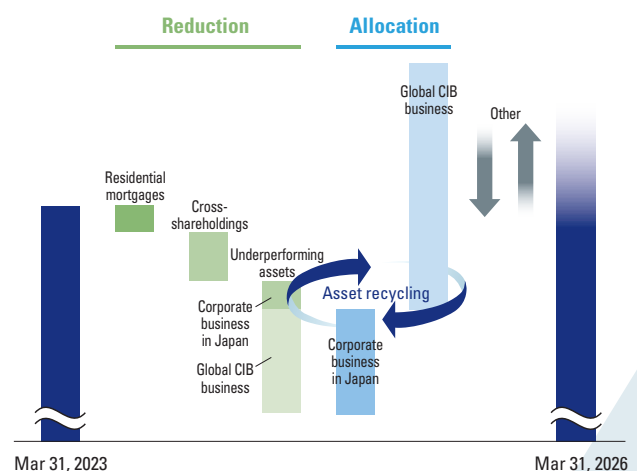 Reduction
Allocation
Global CIB
business
Other
Residential
mortgages
Cross-
shareholdings
Underperforming
assets
Asset recycling
Corporate
business
in Japan
Global CIB
business
Corporate
business
in Japan
Mar 31, 2023
Mar 31, 2026